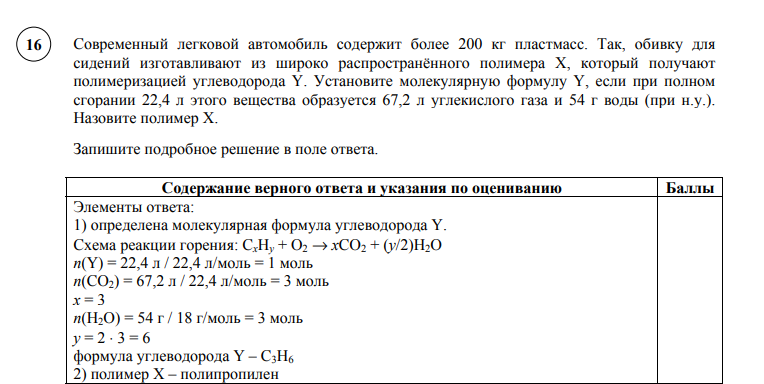 16
Современный легковой автомобиль содержит более 200 кг пластмасс. Так, обивку для
сидений изготавливают из широко распространённого полимера X, который получают
полимеризацией углеводорода Y. Установите молекулярную формулу Y, если при полном
сгорании 22,4 л этого вещества образуется 67,2 л углекислого газа и 54 г воды (при н.у.).
Назовите полимер X.
Запишите подробное решение в поле ответа.
Содержание верного ответа и указания по оцениванию Баллы
Элементы ответа:
1) определена молекулярная формула углеводорода Y.
Схема реакции горения: CxHy + O2 → xCO2 + (y/2)H2O
n(Y) = 22,4 л / 22,4 л/моль = 1 моль
n(CO2) = 67,2 л / 22,4 л/моль = 3 моль
x = 3
n(H2O) = 54 г / 18 г/моль = 3 моль
y = 2 · 3 = 6
формула углеводорода Y – C3H6
2) полимер X – полипропилен